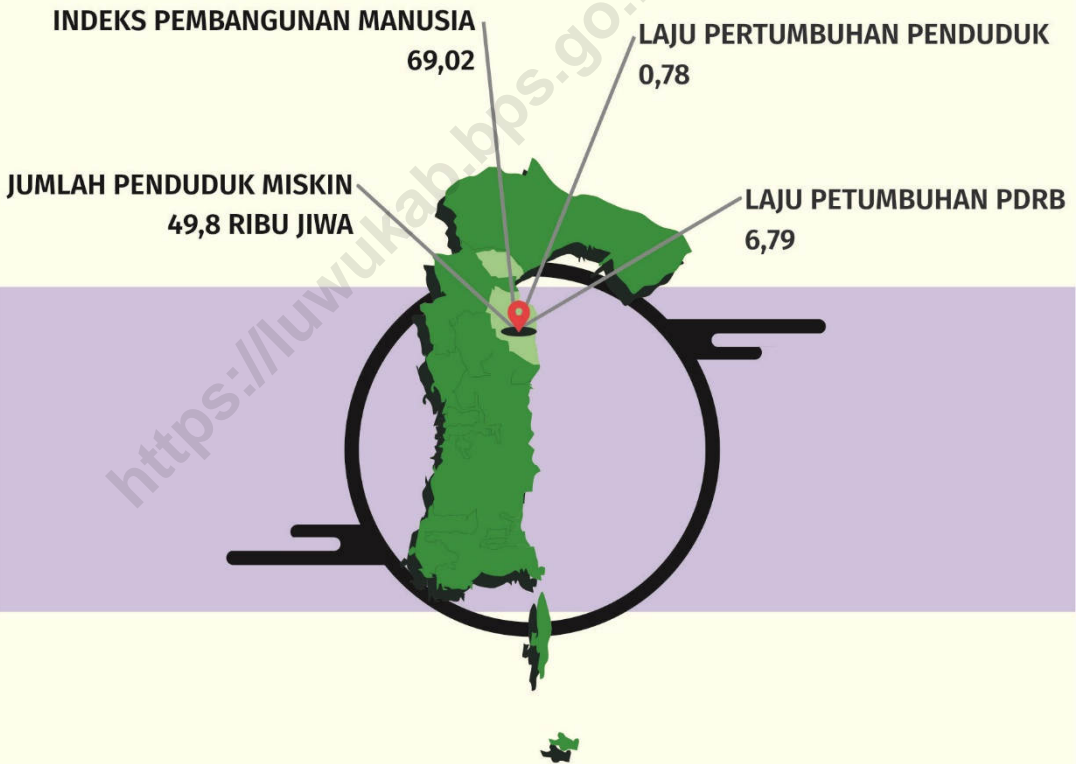 INDEKS PEMBANGUNAN MANUSIA
69,02
LAJU PERTUMBUHAN PENDUDUK
0,78
JUMLAH PENDUDUK MISKIN
49,8 RIBU JIWA
LAJU PETUMBUHAN PDRB
6,79
https://luwukab.bps.go.